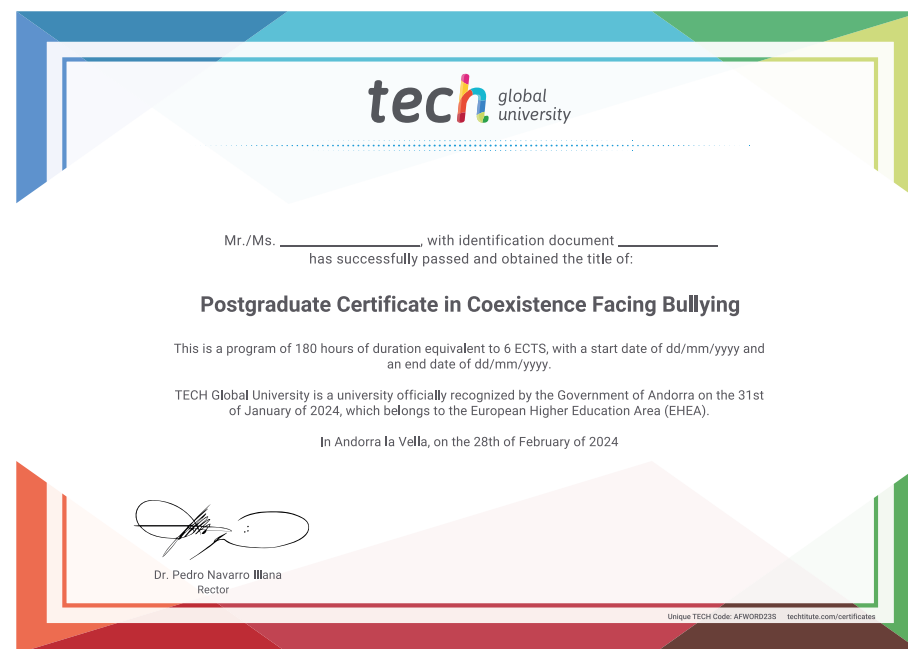 tech global university
Mr./Ms. ____________________, with identification document ______________
has successfully passed and obtained the title of:
Postgraduate Certificate in Coexistence Facing Bullying
This is a program of 180 hours of duration equivalent to 6 ECTS, with a start date of dd/mm/yyyy and
an end date of dd/mm/yyyy.
TECH Global University is a university officially recognized by the Government of Andorra on the 31st
of January of 2024, which belongs to the European Higher Education Area (EHEA).
In Andorra la Vella, on the 28th of February of 2024
Dr. Pedro Navarro Illana
Rector
Unique TECH Code: AFWORD23S techtitute.com/certificates